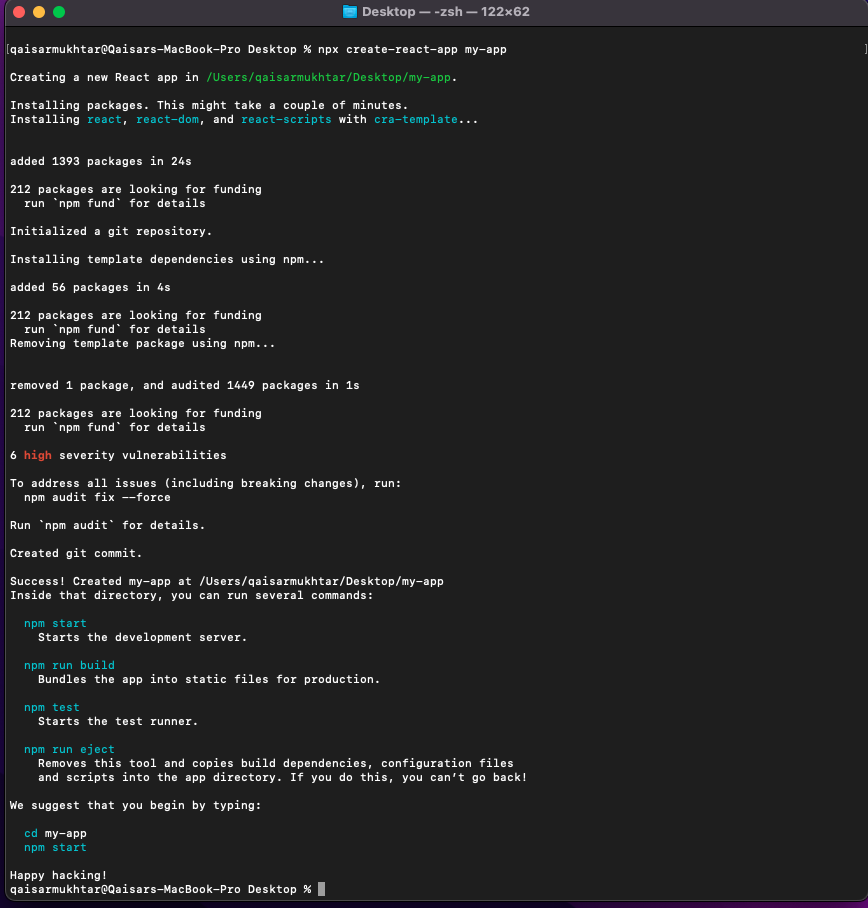 Desktop — -zsh — 122×62
[qaisarmukhtar@Qaisars-MacBook-Pro Desktop % npx create-react-app my-app ]
Creating a new React app in /Users/qaisarmukhtar/Desktop/my-app.
Installing packages. This might take a couple of minutes.
Installing react, react-dom, and react-scripts with cra-template...
added 1393 packages in 24s
212 packages are looking for funding
  run `npm fund` for details
Initialized a git repository.
Installing template dependencies using npm...
added 56 packages in 4s
212 packages are looking for funding
  run `npm fund` for details
Removing template package using npm...
removed 1 package, and audited 1449 packages in 1s
212 packages are looking for funding
  run `npm fund` for details
6 high severity vulnerabilities
To address all issues (including breaking changes), run:
  npm audit fix --force
Run `npm audit` for details.
Created git commit.
Success! Created my-app at /Users/qaisarmukhtar/Desktop/my-app
Inside that directory, you can run several commands:
  npm start
    Starts the development server.
  npm run build
    Bundles the app into static files for production.
  npm test
    Starts the test runner.
  npm run eject
    Removes this tool and copies build dependencies, configuration files
    and scripts into the app directory. If you do this, you can’t go back!
We suggest that you begin by typing:
  cd my-app
  npm start
Happy hacking!
qaisarmukhtar@Qaisars-MacBook-Pro Desktop %